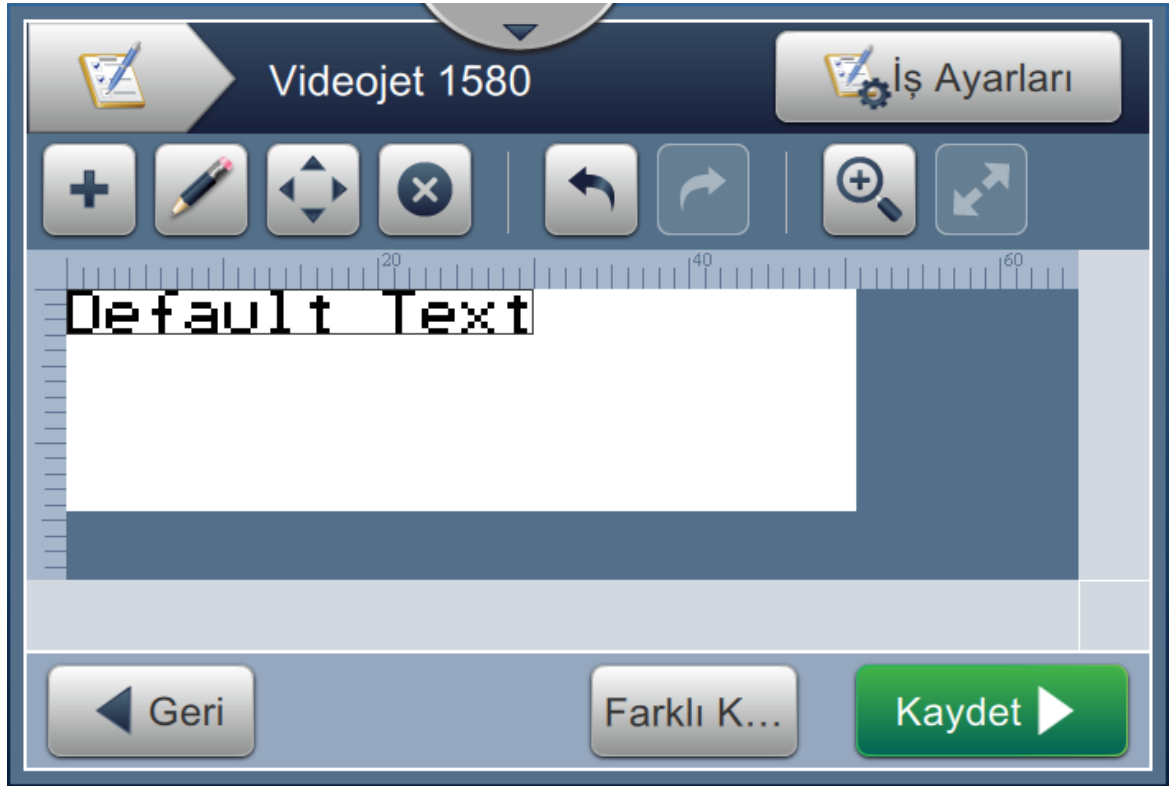 Videojet 1580
İş Ayarları
20 40 60
Default Text
Geri
Farklı K...
Kaydet